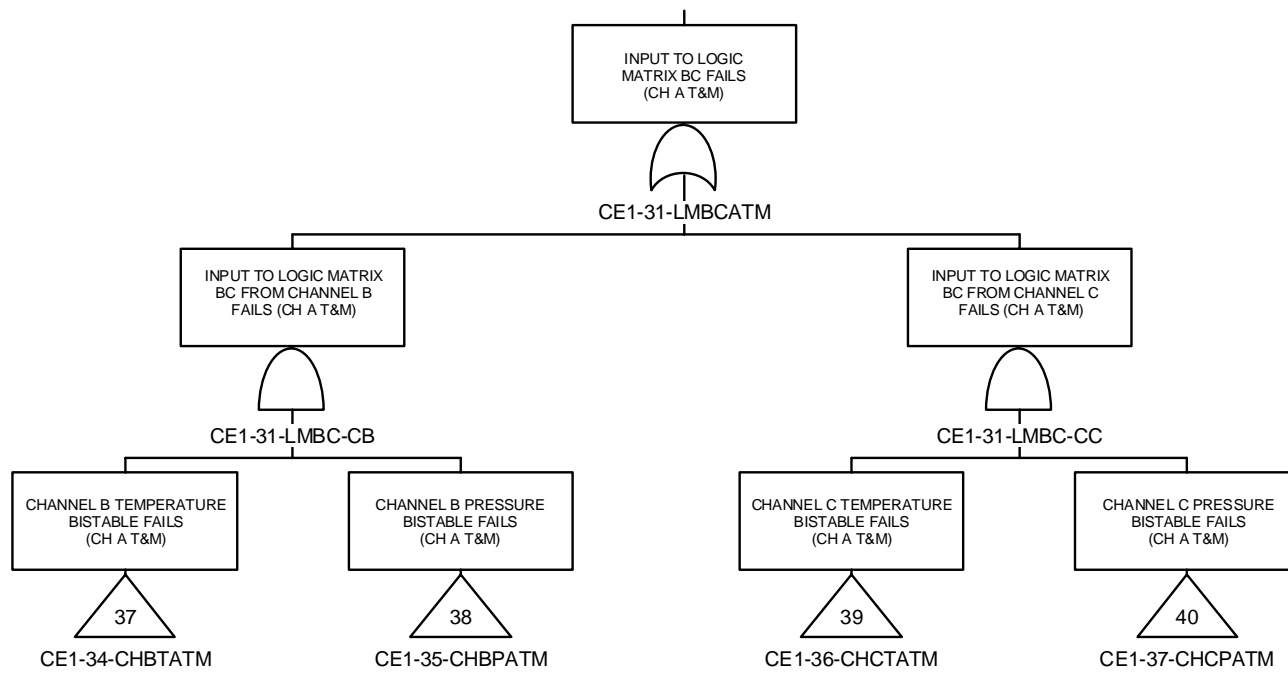 INPUT TO LOGIC
MATRIX BC FAILS
(CH A T&M)
CE1-31-LMBCATM
INPUT TO LOGIC MATRIX
BC FROM CHANNEL B
FAILS (CH A T&M)
INPUT TO LOGIC MATRIX
BC FROM CHANNEL C
FAILS (CH A T&M)
CE1-31-LMBC-CB
CE1-31-LMBC-CC
CHANNEL B TEMPERATURE
BISTABLE FAILS
(CH A T&M)
CHANNEL B PRESSURE
BISTABLE FAILS
(CH A T&M)
CHANNEL C TEMPERATURE
BISTABLE FAILS
(CH A T&M)
CHANNEL C PRESSURE
BISTABLE FAILS
(CH A T&M)
37
38
39
40
CE1-34-CHBTATM
CE1-35-CHBPATM
CE1-36-CHCTATM
CE1-37-CHCPATM